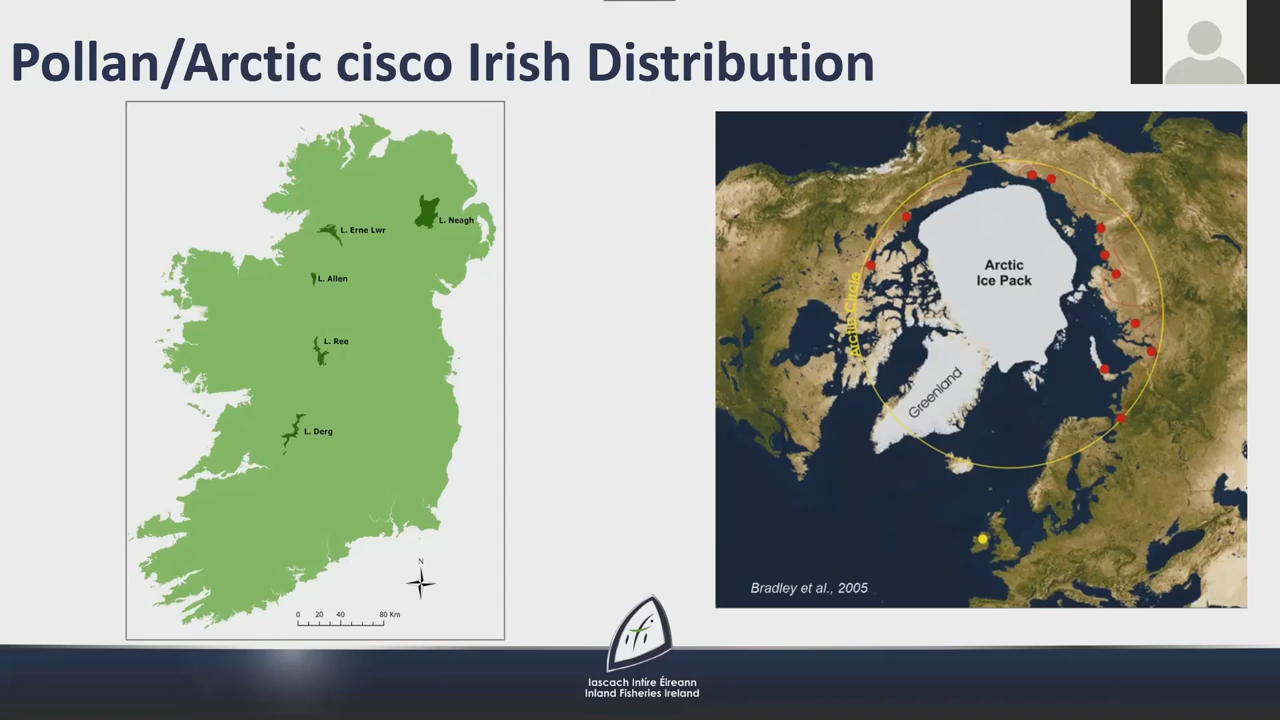 Pollan/Arctic cisco Irish Distribution
L. Neagh
L. Erne Lwr
L. Allen
L. Ree
L. Derg
N
0 20 40 80 Km
Arctic
Ice Pack
Arctic Circle
Greenland
Bradley et al., 2005
Iascach Intíre Éireann
Inland Fisheries Ireland